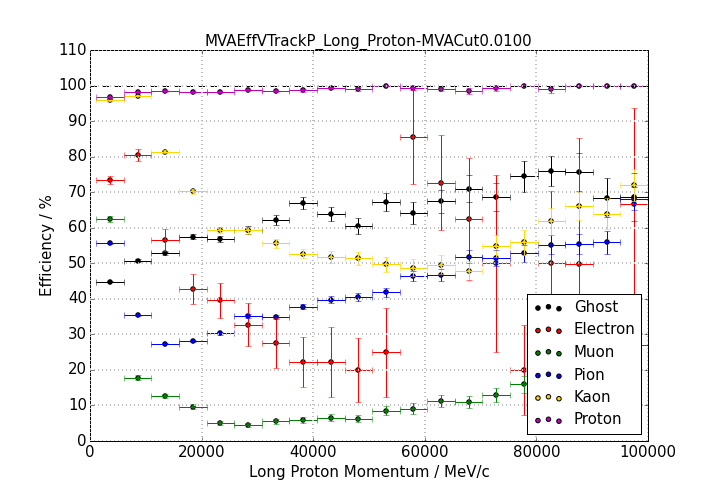 MVAEffVTrackP_Long_Proton-MVACut0.0100
110
100
90
80
70
60
50
40
30
20
10
0
Efficiency / %
0 20000 40000 60000 80000 100000
Long Proton Momentum / MeV/c
Ghost
Electron
Muon
Pion
Kaon
Proton